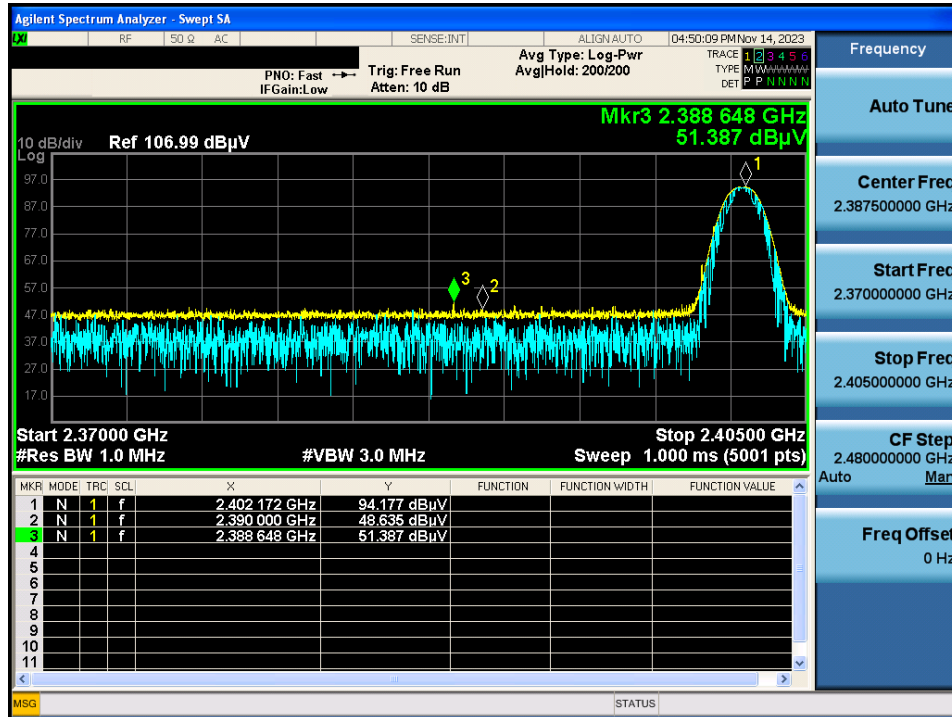 Agilent Spectrum Analyzer - Swept SA
LXI RF 50 Ω AC SENSE:INT ALIGN AUTO 04:50:09 PM Nov 14, 2023
PNO: Fast
IFGain:Low
Trig: Free Run
Atten: 10 dB
Avg Type: Log-Pwr
Avg|Hold: 200/200
TRACE 1 2 3 4 5 6
TYPE M W W W W W
DET P P N N N N
Mkr3 2.388 648 GHz
51.387 dBµV
10 dB/div Ref 106.99 dBµV
Log
97.0
87.0
77.0
67.0
57.0
47.0
37.0
27.0
17.0
1
3
2
Start 2.37000 GHz Stop 2.40500 GHz
#Res BW 1.0 MHz #VBW 3.0 MHz Sweep 1.000 ms (5001 pts)
MKR MODE TRC SCL X Y FUNCTION FUNCTION WIDTH FUNCTION VALUE
1 N 1 f 2.402 172 GHz 94.177 dBµV
2 N 1 f 2.390 000 GHz 48.635 dBµV
3 N 1 f 2.388 648 GHz 51.387 dBµV
4
5
6
7
8
9
10
11
MSG STATUS
Frequency
Auto Tune
Center Freq
2.387500000 GHz
Start Freq
2.370000000 GHz
Stop Freq
2.405000000 GHz
CF Step
2.480000000 GHz
Auto Man
Freq Offset
0 Hz